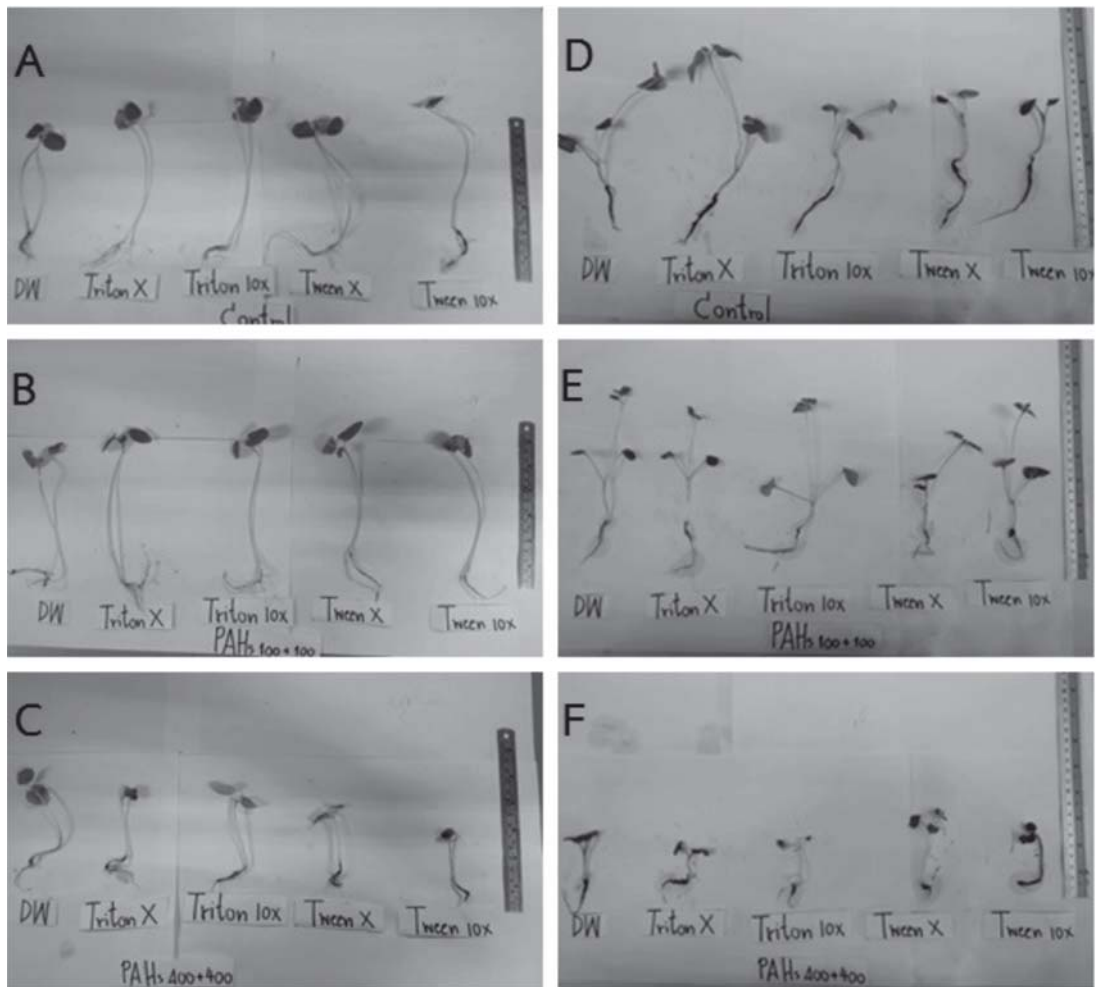 A
DW Triton X Triton 10x Tween X Tween 10x
Control
D
DW Triton X Triton 10x Tween X Tween 10x
Control
B
DW Triton X Triton 10x Tween X Tween 10x
PAHs 100+100
E
DW Triton X Triton 10x Tween X Tween 10x
PAHs 100+100
C
DW Triton X Triton 10x Tween X Tween 10x
PAHs 400+400
F
DW Triton X Triton 10x Tween X Tween 10x
PAHs 400+400